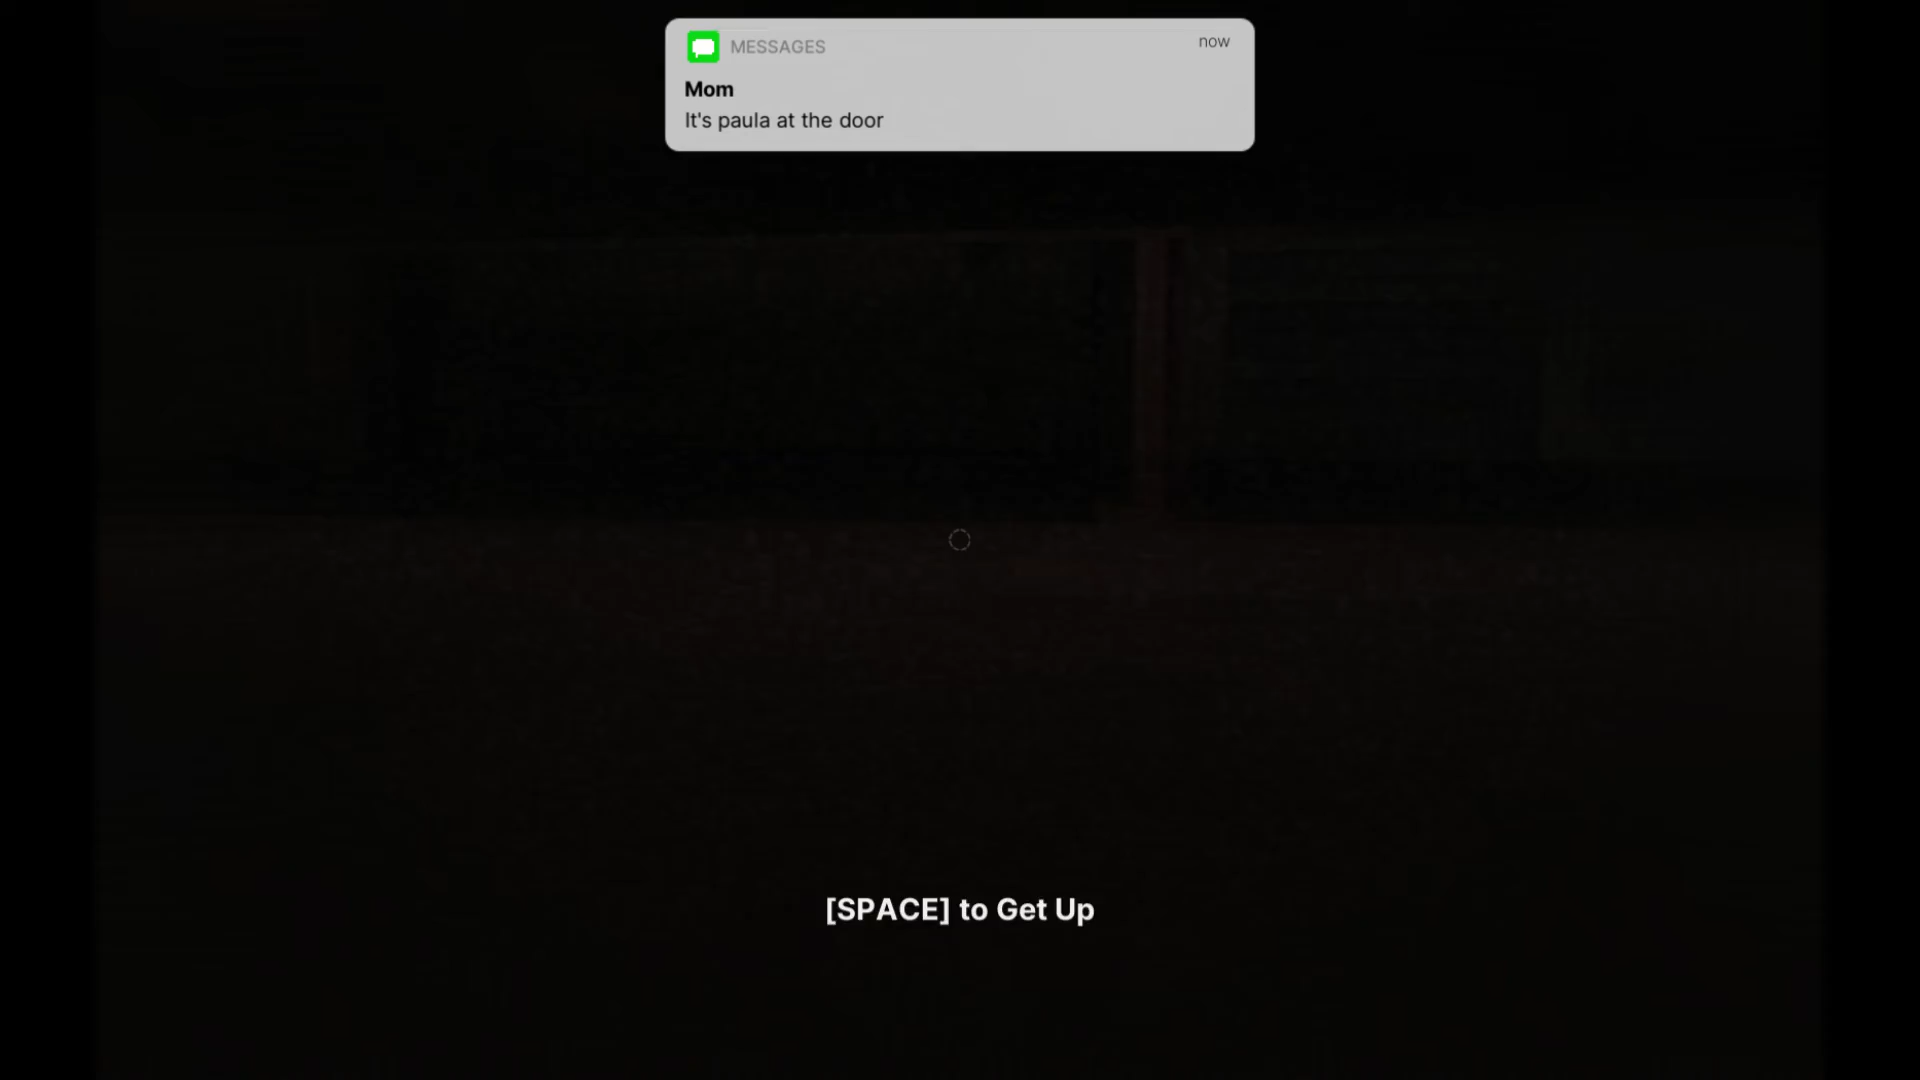 MESSAGES
now
Mom
It's paula at the door
[SPACE] to Get Up